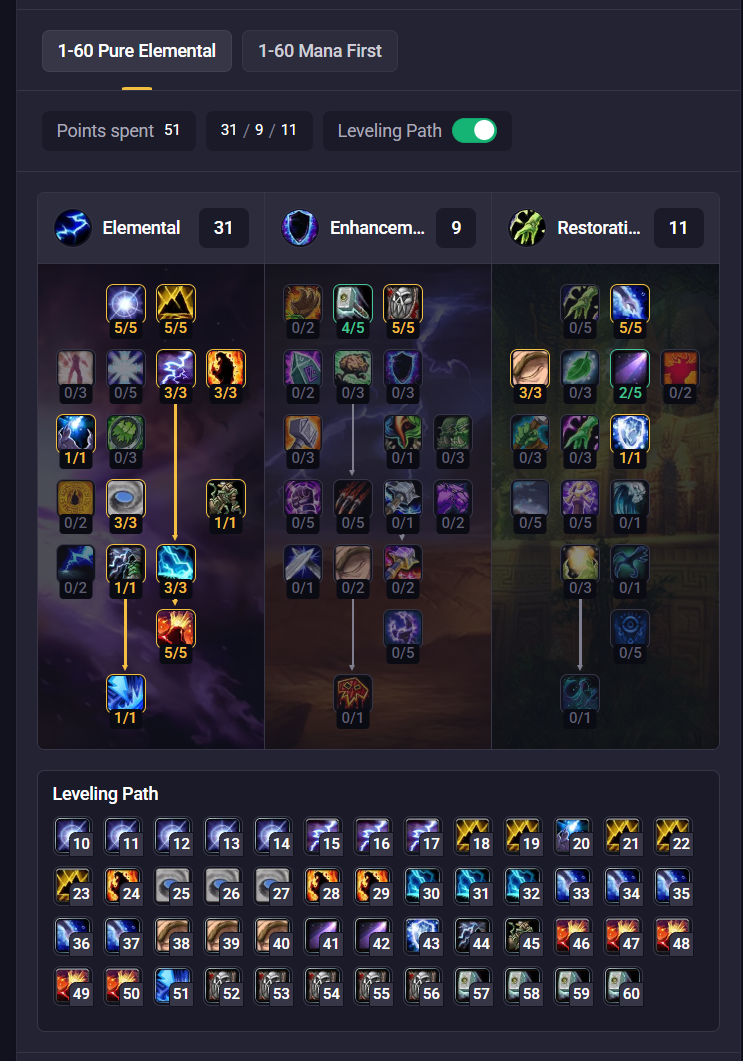 1-60 Pure Elemental 1-60 Mana First
Points spent 51 31 / 9 / 11 Leveling Path
Elemental 31 Enhancem... 9 Restorati... 11
5/5 5/5 0/2 4/5 5/5 0/5 5/5
0/3 0/5 3/3 3/3 0/2 0/3 0/3 3/3 0/3 2/5 0/2
1/1 0/3 0/3 0/1 0/3 0/3 0/3 1/1
0/2 3/3 1/1 0/5 0/5 0/1 0/2 0/5 0/5 0/1
0/2 1/1 3/3 0/1 0/2 0/2 0/3 0/1
5/5 0/5 0/5
1/1 0/1 0/1
Leveling Path
10 11 12 13 14 15 16 17 18 19 20 21 22
23 24 25 26 27 28 29 30 31 32 33 34 35
36 37 38 39 40 41 42 43 44 45 46 47 48
49 50 51 52 53 54 55 56 57 58 59 60